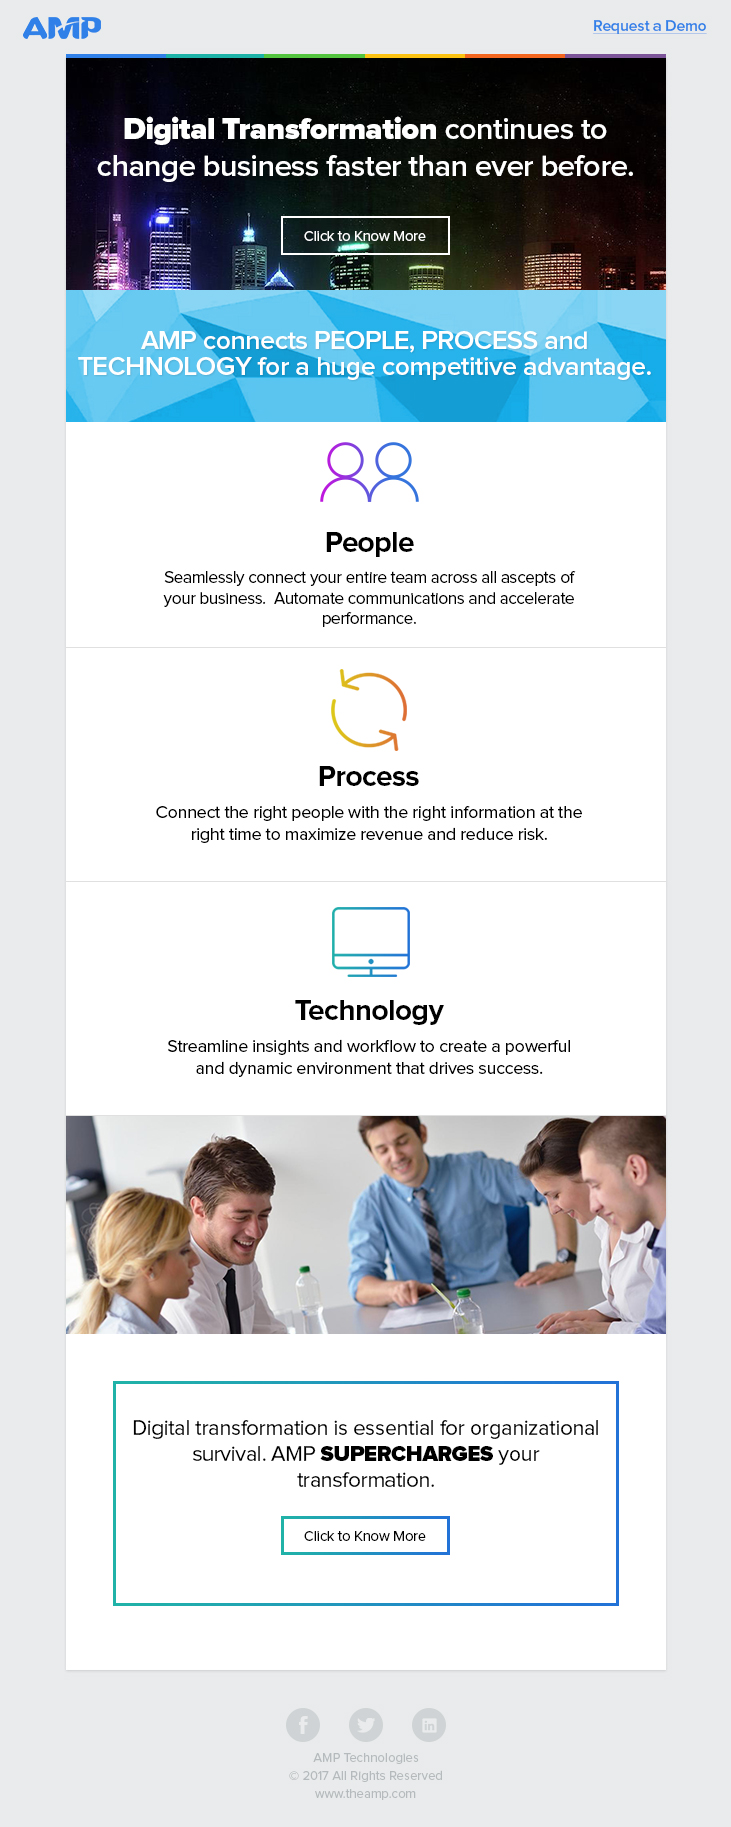 AMP
Request a Demo
Digital Transformation continues to
change business faster than ever before.
Click to Know More
AMP connects PEOPLE, PROCESS and
TECHNOLOGY for a huge competitive advantage.
People
Seamlessly connect your entire team across all ascepts of
your business.  Automate communications and accelerate
performance.
Process
Connect the right people with the right information at the
right time to maximize revenue and reduce risk.
Technology
Streamline insights and workflow to create a powerful
and dynamic environment that drives success.
Digital transformation is essential for organizational
survival. AMP SUPERCHARGES your
transformation.
Click to Know More
AMP Technologies
© 2017 All Rights Reserved
www.theamp.com